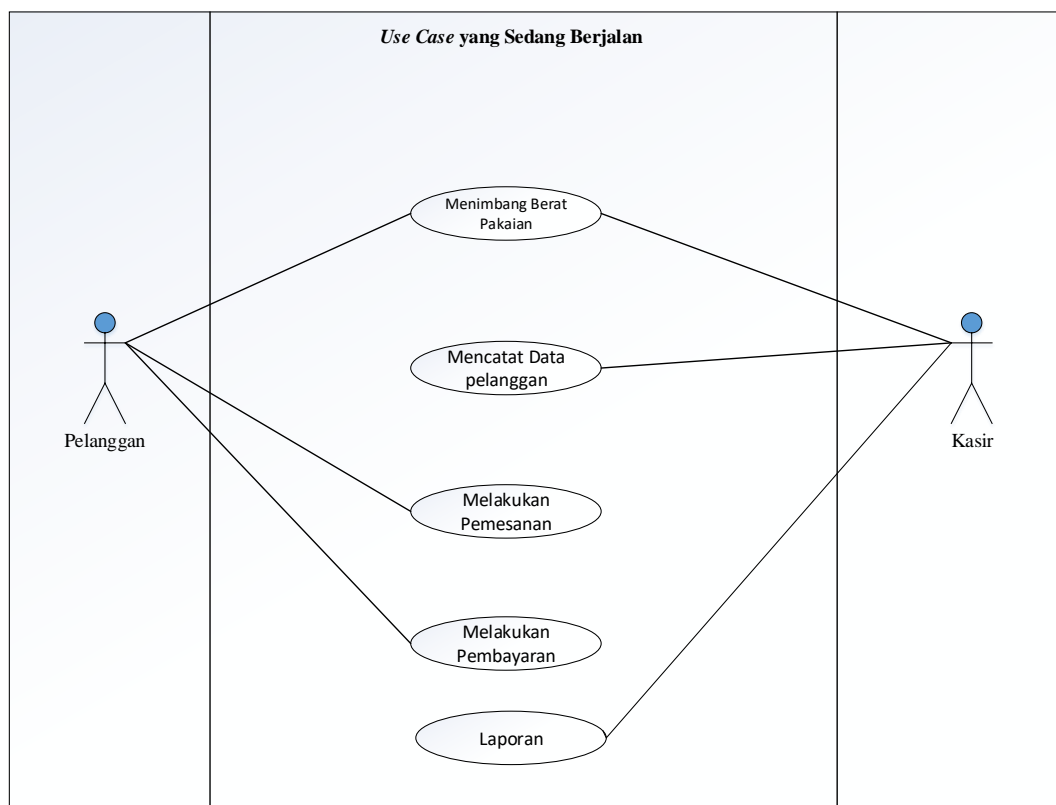 Use Case yang Sedang Berjalan
Menimbang Berat
Pakaian
Mencatat Data
pelanggan
Pelanggan
Kasir
Melakukan
Pemesanan
Melakukan
Pembayaran
Laporan